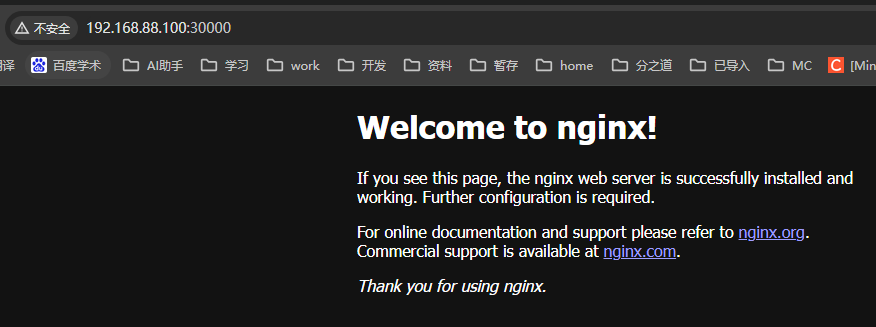 不安全 192.168.88.100:30000
译 百度学术 AI助手 学习 work 开发 资料 暂存 home 分之道 已导入 MC C [Min
Welcome to nginx!
If you see this page, the nginx web server is successfully installed and
working. Further configuration is required.
For online documentation and support please refer to nginx.org.
Commercial support is available at nginx.com.
Thank you for using nginx.